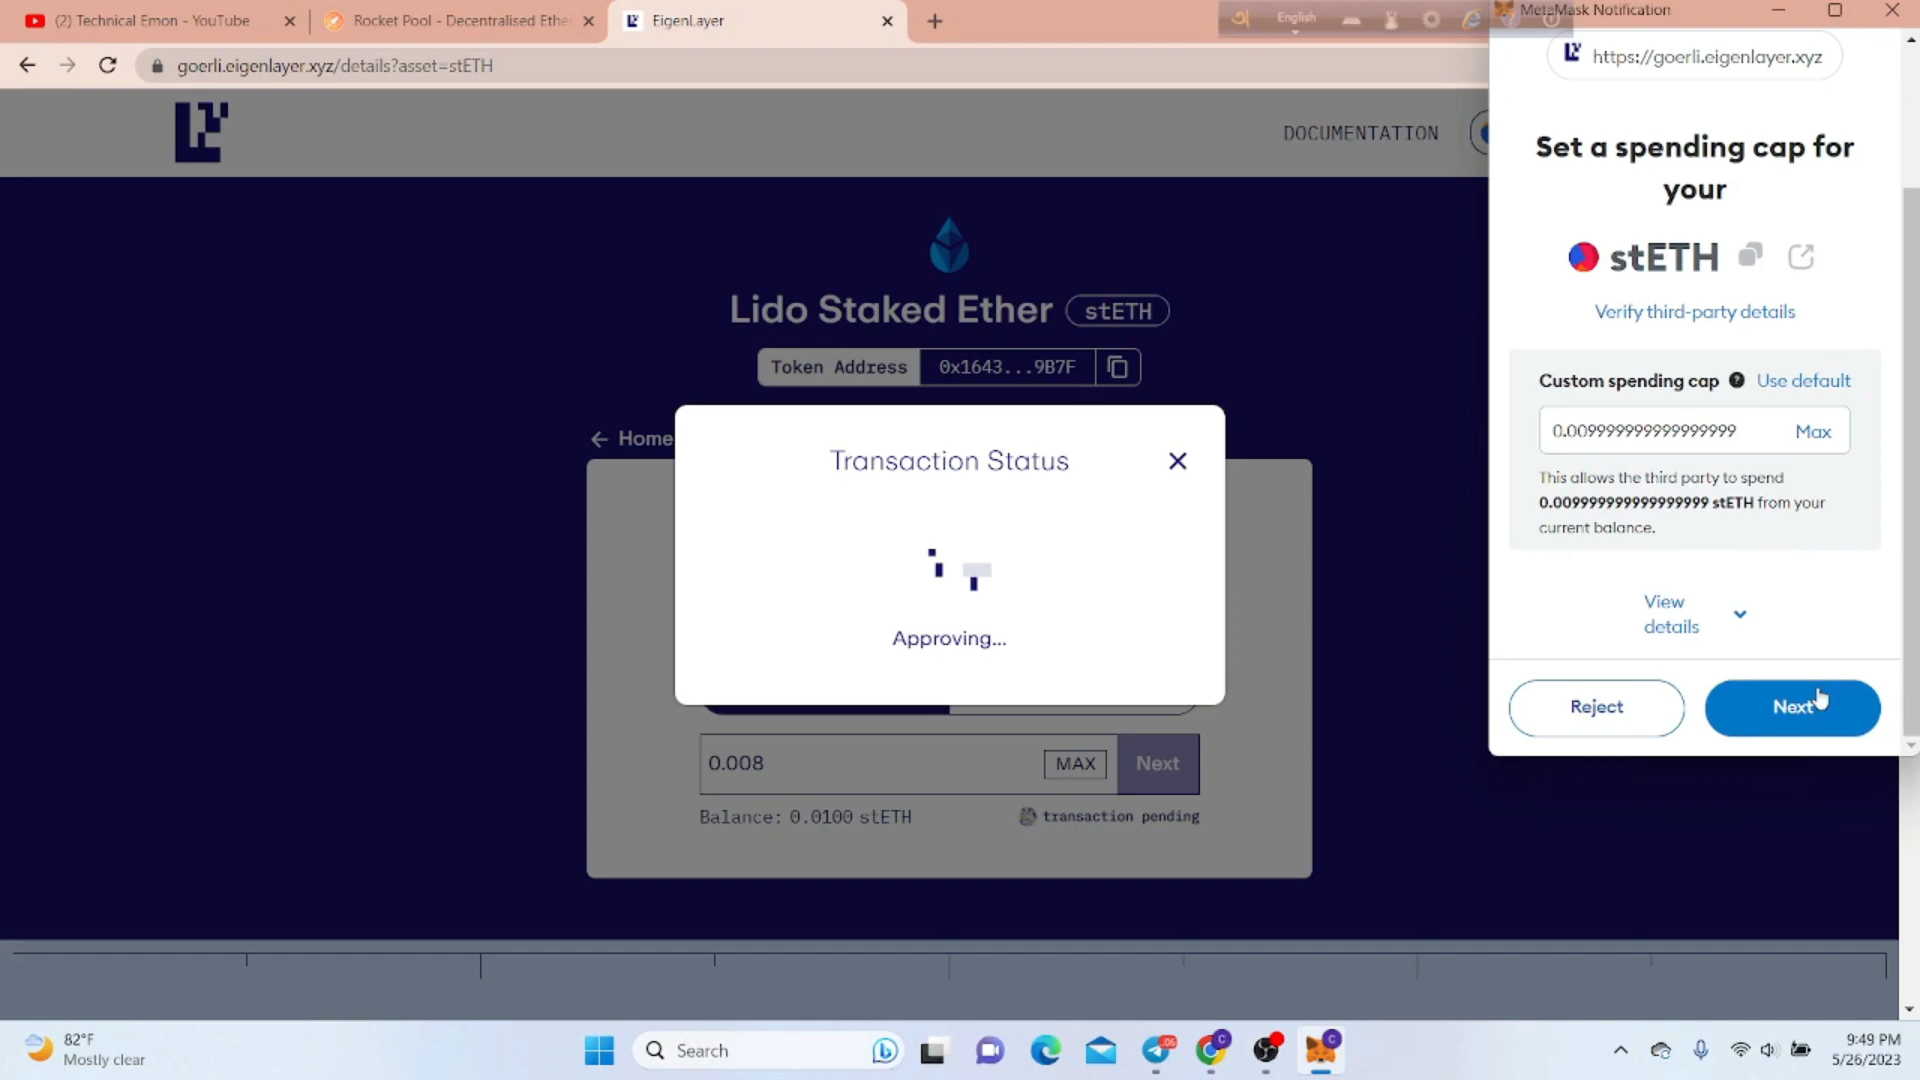 (2) Technical Emon - YouTube
Rocket Pool - Decentralised Ethe
EigenLayer
English
MetaMask Notification
goerli.eigenlayer.xyz/details?asset=stETH
https://goerli.eigenlayer.xyz
DOCUMENTATION
Set a spending cap for
your
stETH
Verify third-party details
Custom spending cap
Use default
0.009999999999999999
Max
This allows the third party to spend
0.009999999999999999 stETH from your
current balance.
View
details
Reject
Next
Lido Staked Ether
stETH
Token Address
0x1643...9B7F
Home
Transaction Status
Approving...
0.008
MAX
Next
Balance: 0.0100 stETH
transaction pending
82°F
Mostly clear
Search
9:49 PM
5/26/2023